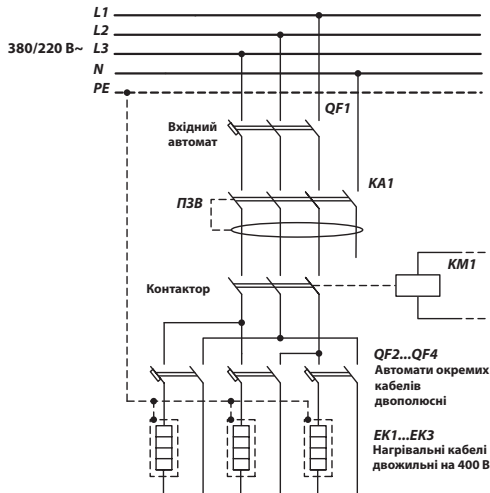 L1
L2
380/220 В~ L3
N
PE
QF1
Вхідний
автомат
KA1
ПЗВ
KM1
Контактор
QF2...QF4
Автомати окремих
кабелів
двополюсні
EK1...EK3
Нагрівальні кабелі
двожильні на 400 В